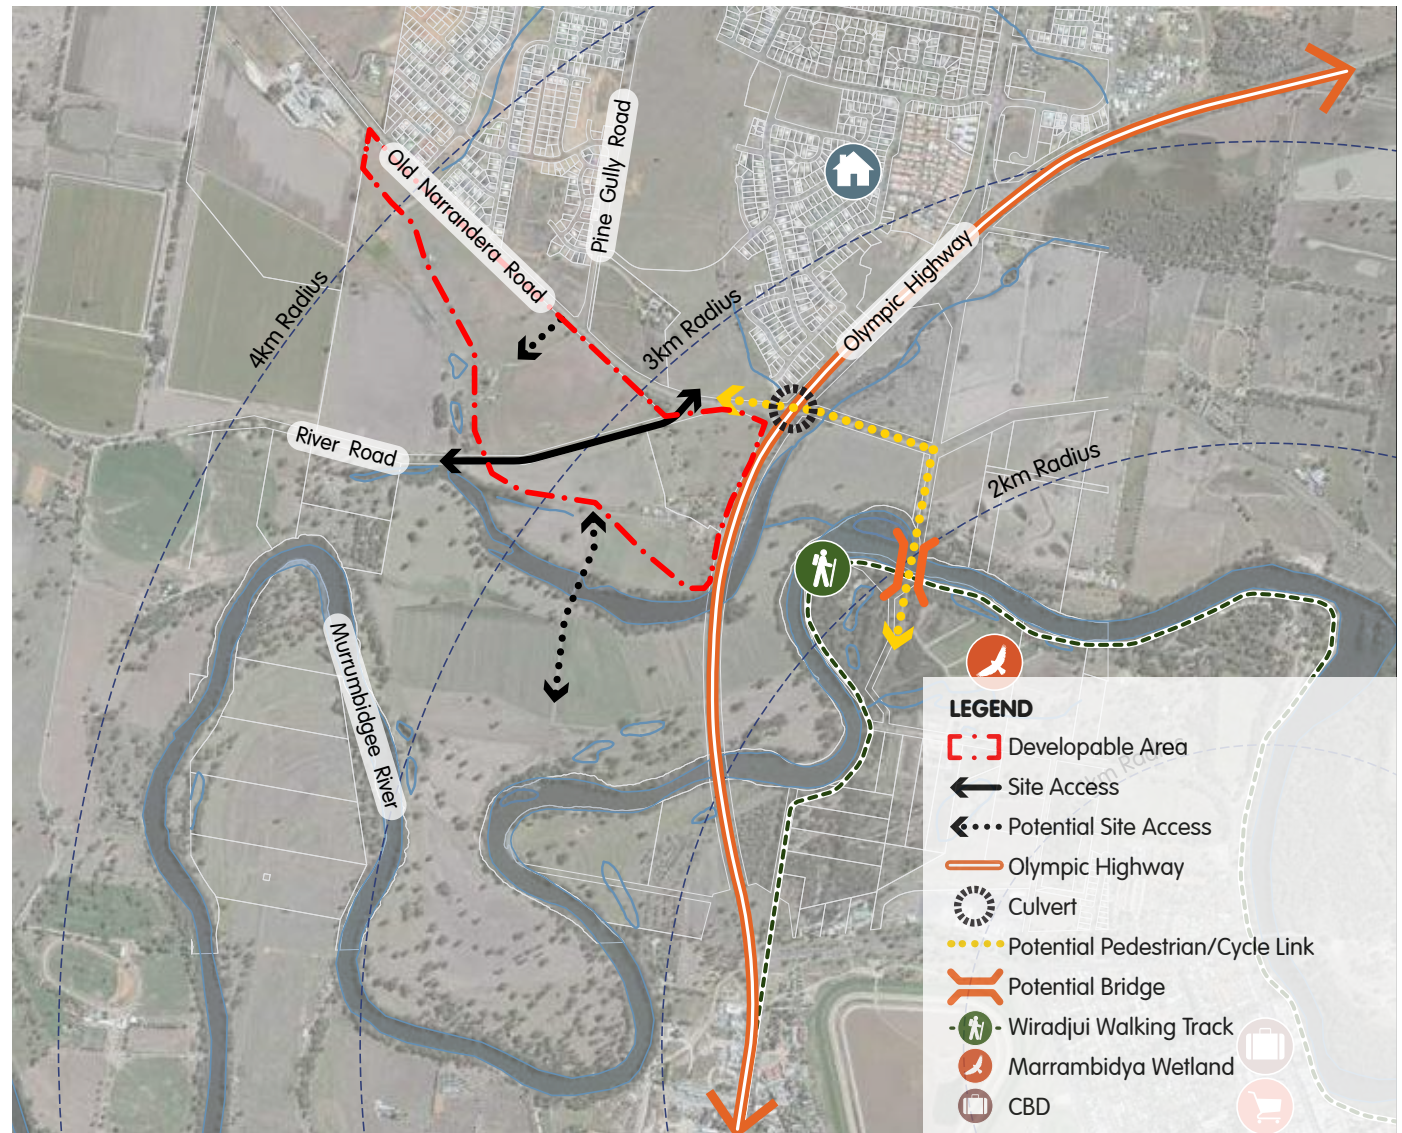 Old Narrandera Road
Pine Gully Road
4km Radius
3km Radius
Olympic Highway
River Road
2km Radius
Murrumbidgee River
LEGEND
Developable Area
km Radius
Site Access
Potential Site Access
Olympic Highway
Culvert
Potential Pedestrian/Cycle Link
Potential Bridge
Wiradjui Walking Track
Marrambidya Wetland
CBD